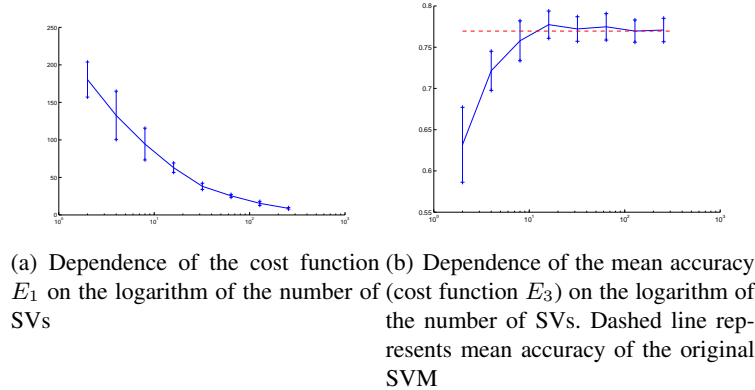 250
200
150
100
50
0
10^0
10^1
10^2
10^3
0.8
0.75
0.7
0.65
0.6
0.55
10^0
10^1
10^2
10^3
(a) Dependence of the cost function
E_1 on the logarithm of the number of
SVs
(b) Dependence of the mean accuracy
(cost function E_3) on the logarithm of
the number of SVs. Dashed line rep-
resents mean accuracy of the original
SVM